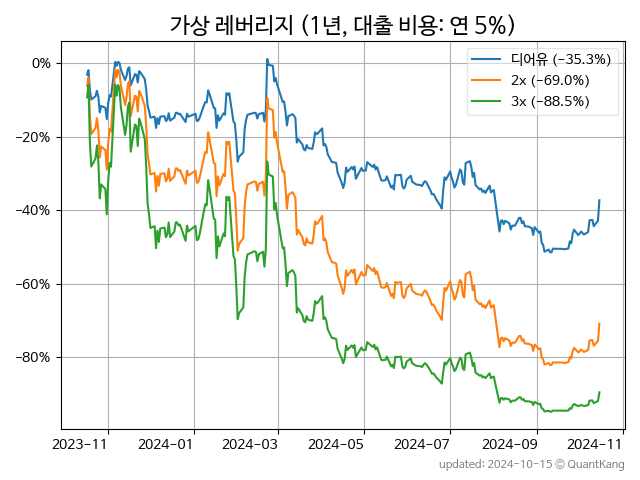 가상 레버리지 (1년, 대출 비용: 연 5%)
디어유 (−35.3%)
2x (−69.0%)
3x (−88.5%)
0%
−20%
−40%
−60%
−80%
2023-11
2024-01
2024-03
2024-05
2024-07
2024-09
2024-11
updated: 2024-10-15 © QuantKang